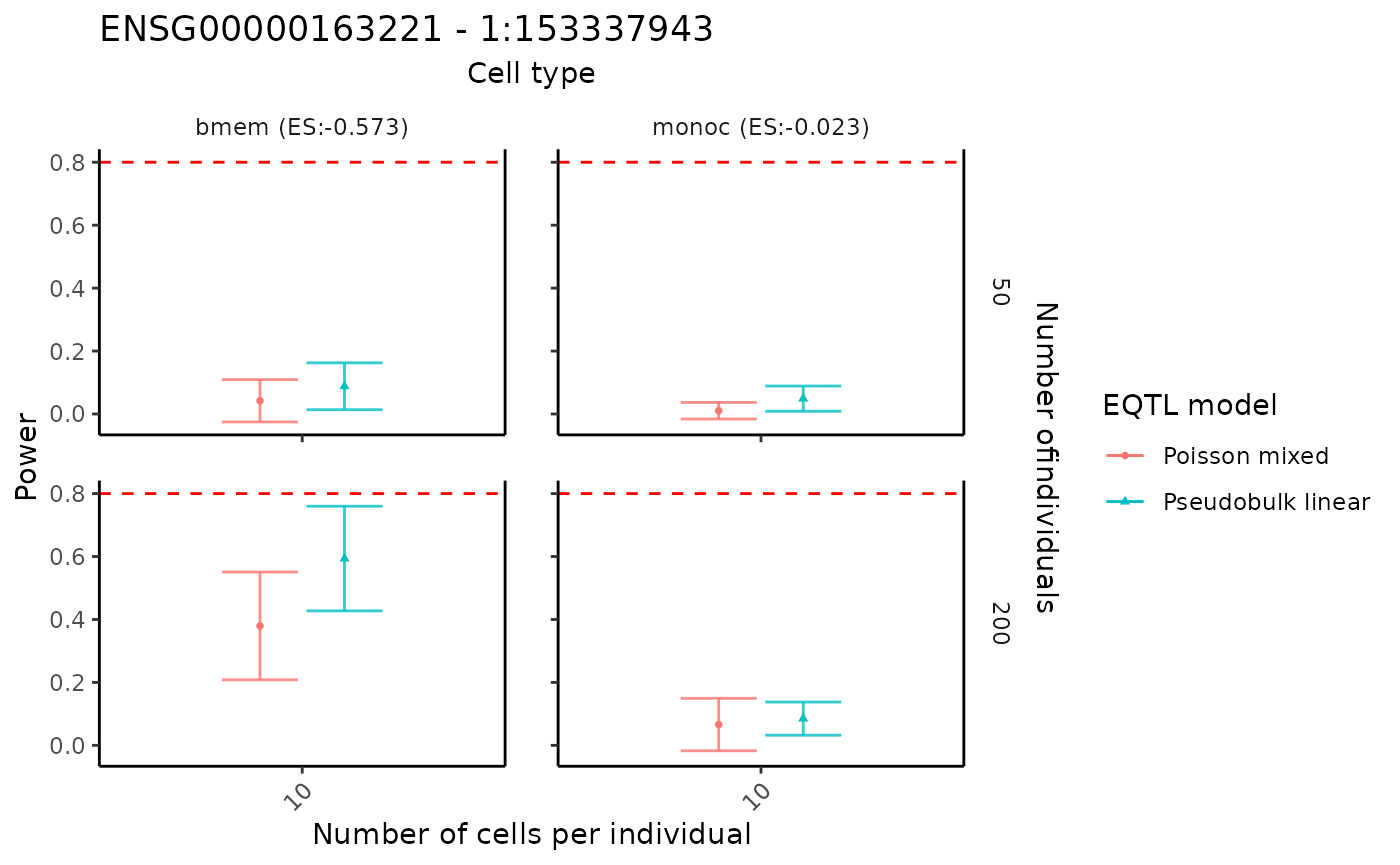 ENSG00000163221 - 1:153337943
Cell type
bmem (ES:-0.573)
monoc (ES:-0.023)
0.8
0.6
0.4
0.2
0.0
50
Power
0.8
0.6
0.4
0.2
0.0
200
Number ofindividuals
10
10
Number of cells per individual
EQTL model
Poisson mixed
Pseudobulk linear